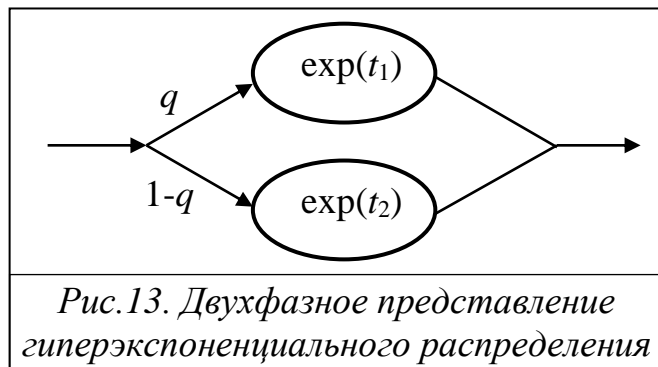 exp(t₁)
q
1-q
exp(t₂)
Рис.13. Двухфазное представление
гиперэкспоненциального распределения